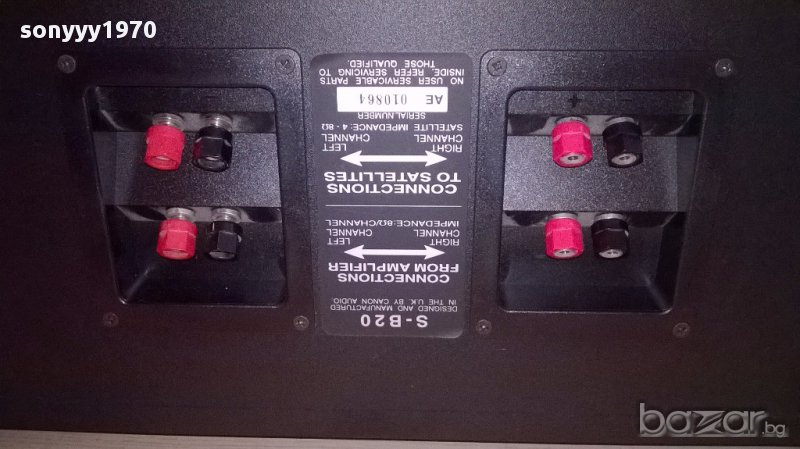 sonyyy1970
S-B20
DESIGNED AND MANUFACTURED
IN THE U.K. BY CANON AUDIO.
CONNECTIONS
FROM AMPLIFIER
RIGHT CHANNEL
LEFT CHANNEL
IMPEDANCE: 8Ω/CHANNEL
CONNECTIONS
TO SATELLITES
RIGHT CHANNEL
LEFT CHANNEL
SATELLITE IMPEDANCE: 4 - 8Ω
SERIAL NUMBER
AE 010864
NO USER SERVICABLE PARTS
INSIDE. REFER SERVICING TO
THOSE QUALIFIED.
+ −
bazar.bg